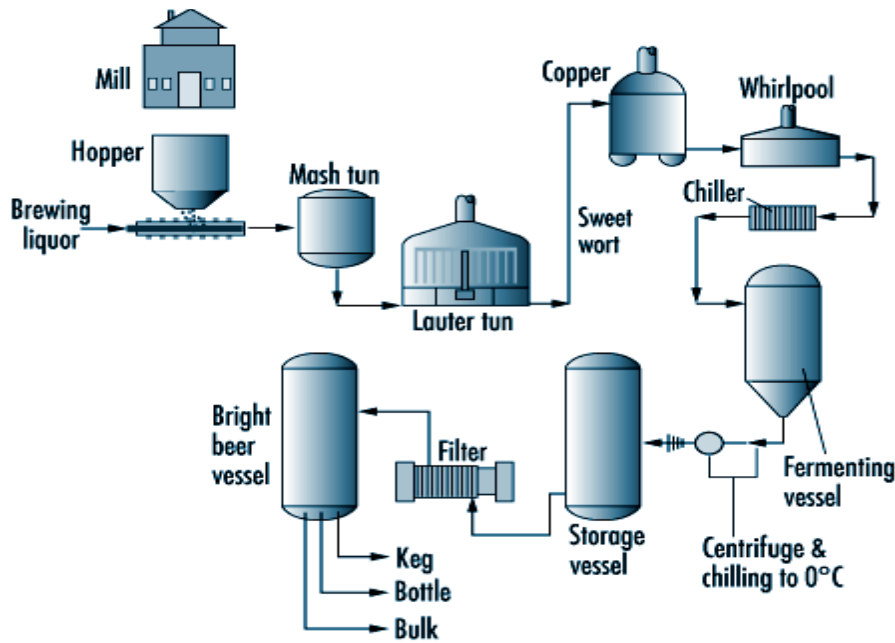 Mill
Hopper
Brewing
liquor
Mash tun
Lauter tun
Sweet
wort
Copper
Whirlpool
Chiller
Fermenting
vessel
Centrifuge &
chilling to 0°C
Storage
vessel
Filter
Bright
beer
vessel
Keg
Bottle
Bulk